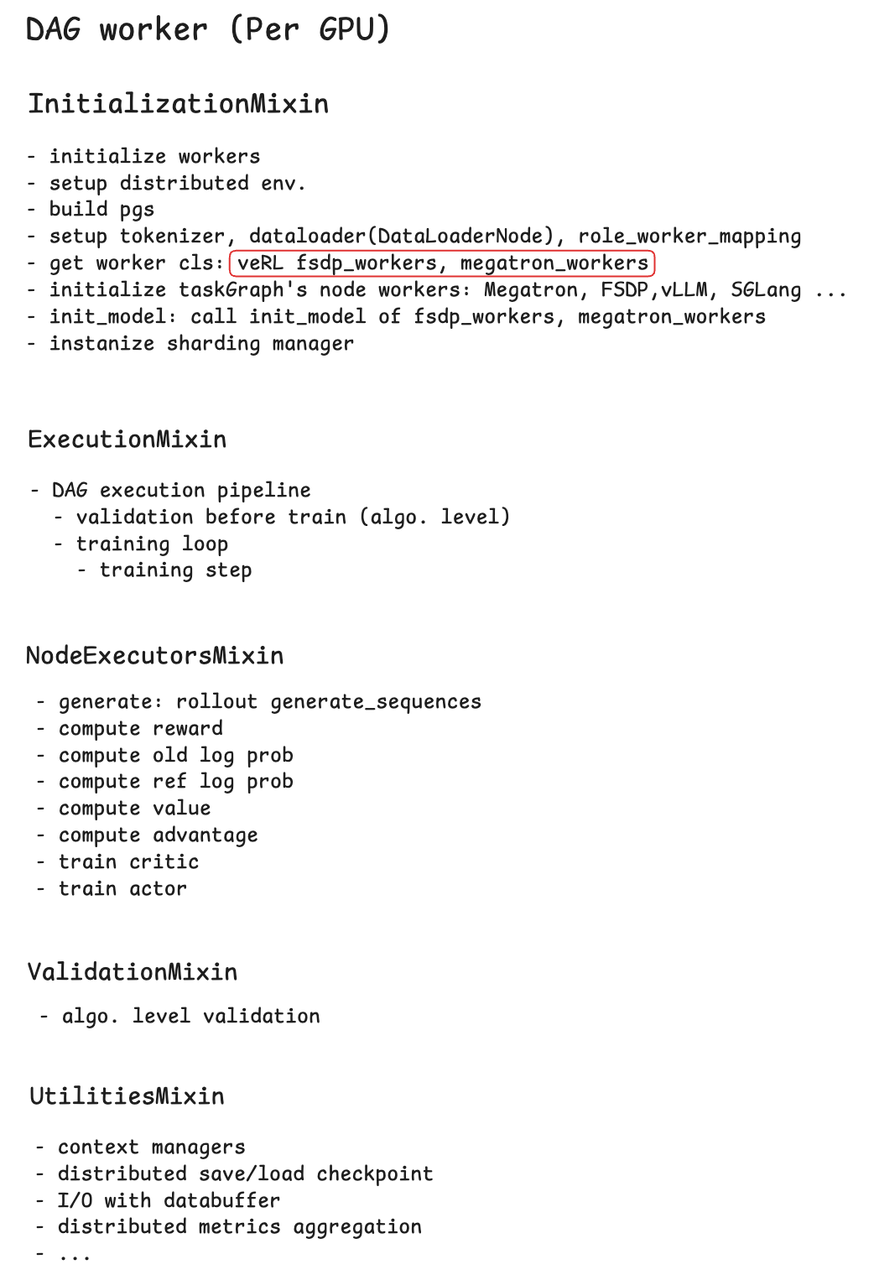 DAG worker (Per GPU)
InitializationMixin
- initialize workers
- setup distributed env.
- build pgs
- setup tokenizer, dataloader(DataLoaderNode), role_worker_mapping
- get worker cls: veRL fsdp_workers, megatron_workers
- initialize taskGraph's node workers: Megatron, FSDP,vLLM, SGLang ...
- init_model: call init_model of fsdp_workers, megatron_workers
- instanize sharding manager
ExecutionMixin
- DAG execution pipeline
- validation before train (algo. level)
- training loop
- training step
NodeExecutorsMixin
- generate: rollout generate_sequences
- compute reward
- compute old log prob
- compute ref log prob
- compute value
- compute advantage
- train critic
- train actor
ValidationMixin
- algo. level validation
UtilitiesMixin
- context managers
- distributed save/load checkpoint
- I/O with databuffer
- distributed metrics aggregation
- ...